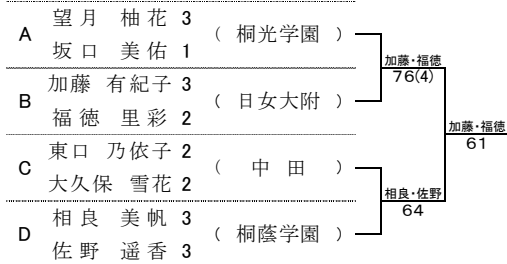 A 望月 柚花 3
坂口 美佑 1
( 桐光学園 )
B 加藤 有紀子 3
福徳 里彩 2
( 日女大附 )
C 東口 乃依子 2
大久保 雪花 2
( 中田 )
D 相良 美帆 3
佐野 遥香 3
( 桐蔭学園 )
加藤・福徳
76(4)
相良・佐野
64
加藤・福徳
61